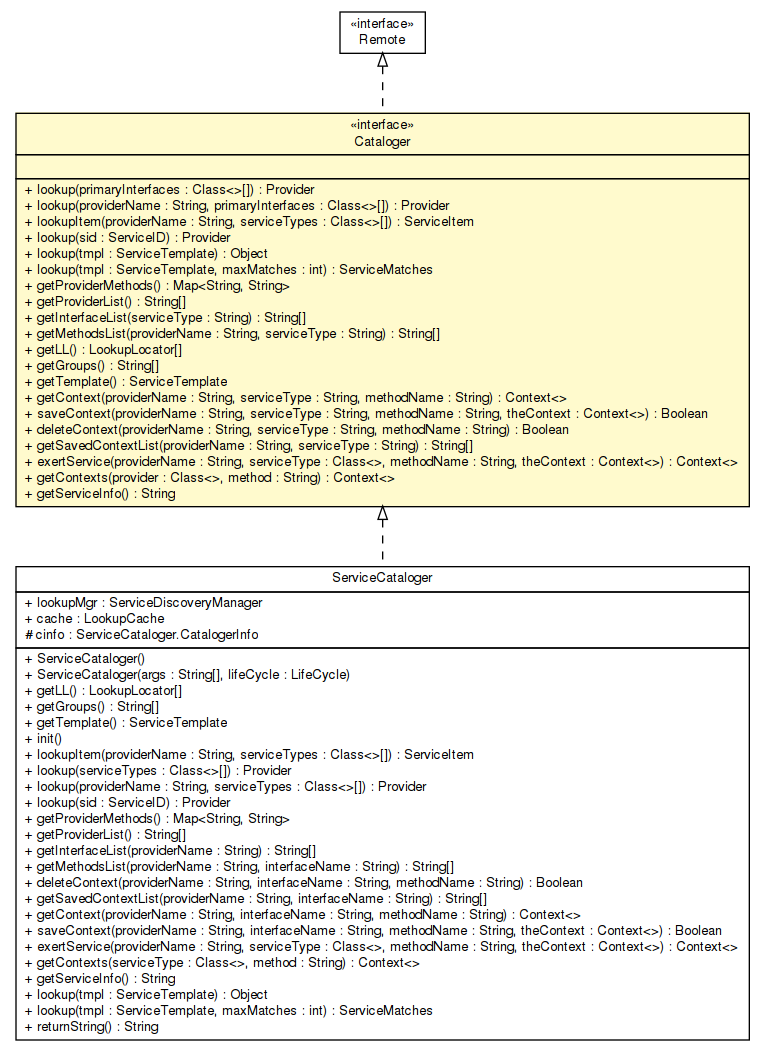 «interface»
Remote
«interface»
Cataloger
+ lookup(primaryInterfaces : Class<>[]) : Provider
+ lookup(providerName : String, primaryInterfaces : Class<>[]) : Provider
+ lookupItem(providerName : String, serviceTypes : Class<>[]) : ServiceItem
+ lookup(sid : ServiceID) : Provider
+ lookup(tmpl : ServiceTemplate) : Object
+ lookup(tmpl : ServiceTemplate, maxMatches : int) : ServiceMatches
+ getProviderMethods() : Map<String, String>
+ getProviderList() : String[]
+ getInterfaceList(serviceType : String) : String[]
+ getMethodsList(providerName : String, serviceType : String) : String[]
+ getLL() : LookupLocator[]
+ getGroups() : String[]
+ getTemplate() : ServiceTemplate
+ getContext(providerName : String, serviceType : String, methodName : String) : Context<>
+ saveContext(providerName : String, serviceType : String, methodName : String, theContext : Context<>) : Boolean
+ deleteContext(providerName : String, serviceType : String, methodName : String) : Boolean
+ getSavedContextList(providerName : String, serviceType : String) : String[]
+ exertService(providerName : String, serviceType : Class<>, methodName : String, theContext : Context<>) : Context<>
+ getContexts(provider : Class<>, method : String) : Context<>
+ getServiceInfo() : String
ServiceCataloger
+ lookupMgr : ServiceDiscoveryManager
+ cache : LookupCache
# cinfo : ServiceCataloger.CatalogerInfo
+ ServiceCataloger()
+ ServiceCataloger(args : String[], lifeCycle : LifeCycle)
+ getLL() : LookupLocator[]
+ getGroups() : String[]
+ getTemplate() : ServiceTemplate
+ init()
+ lookupItem(providerName : String, serviceTypes : Class<>[]) : ServiceItem
+ lookup(serviceTypes : Class<>[]) : Provider
+ lookup(providerName : String, serviceTypes : Class<>[]) : Provider
+ lookup(sid : ServiceID) : Provider
+ getProviderMethods() : Map<String, String>
+ getProviderList() : String[]
+ getInterfaceList(providerName : String) : String[]
+ getMethodsList(providerName : String, interfaceName : String) : String[]
+ deleteContext(providerName : String, interfaceName : String, methodName : String) : Boolean
+ getSavedContextList(providerName : String, interfaceName : String) : String[]
+ getContext(providerName : String, interfaceName : String, methodName : String) : Context<>
+ saveContext(providerName : String, interfaceName : String, methodName : String, theContext : Context<>) : Boolean
+ exertService(providerName : String, serviceType : Class<>, methodName : String, theContext : Context<>) : Context<>
+ getContexts(serviceType : Class<>, method : String) : Context<>
+ getServiceInfo() : String
+ lookup(tmpl : ServiceTemplate) : Object
+ lookup(tmpl : ServiceTemplate, maxMatches : int) : ServiceMatches
+ returnString() : String